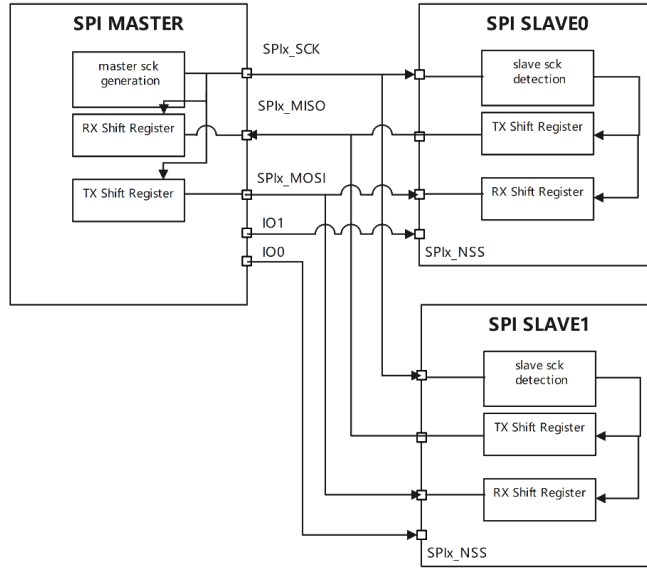 SPI MASTER
master sck
generation
RX Shift Register
TX Shift Register
SPIx_SCK
SPIx_MISO
SPIx_MOSI
IO1
IO0
SPI SLAVE0
slave sck
detection
TX Shift Register
RX Shift Register
SPIx_NSS
SPI SLAVE1
slave sck
detection
TX Shift Register
RX Shift Register
SPIx_NSS